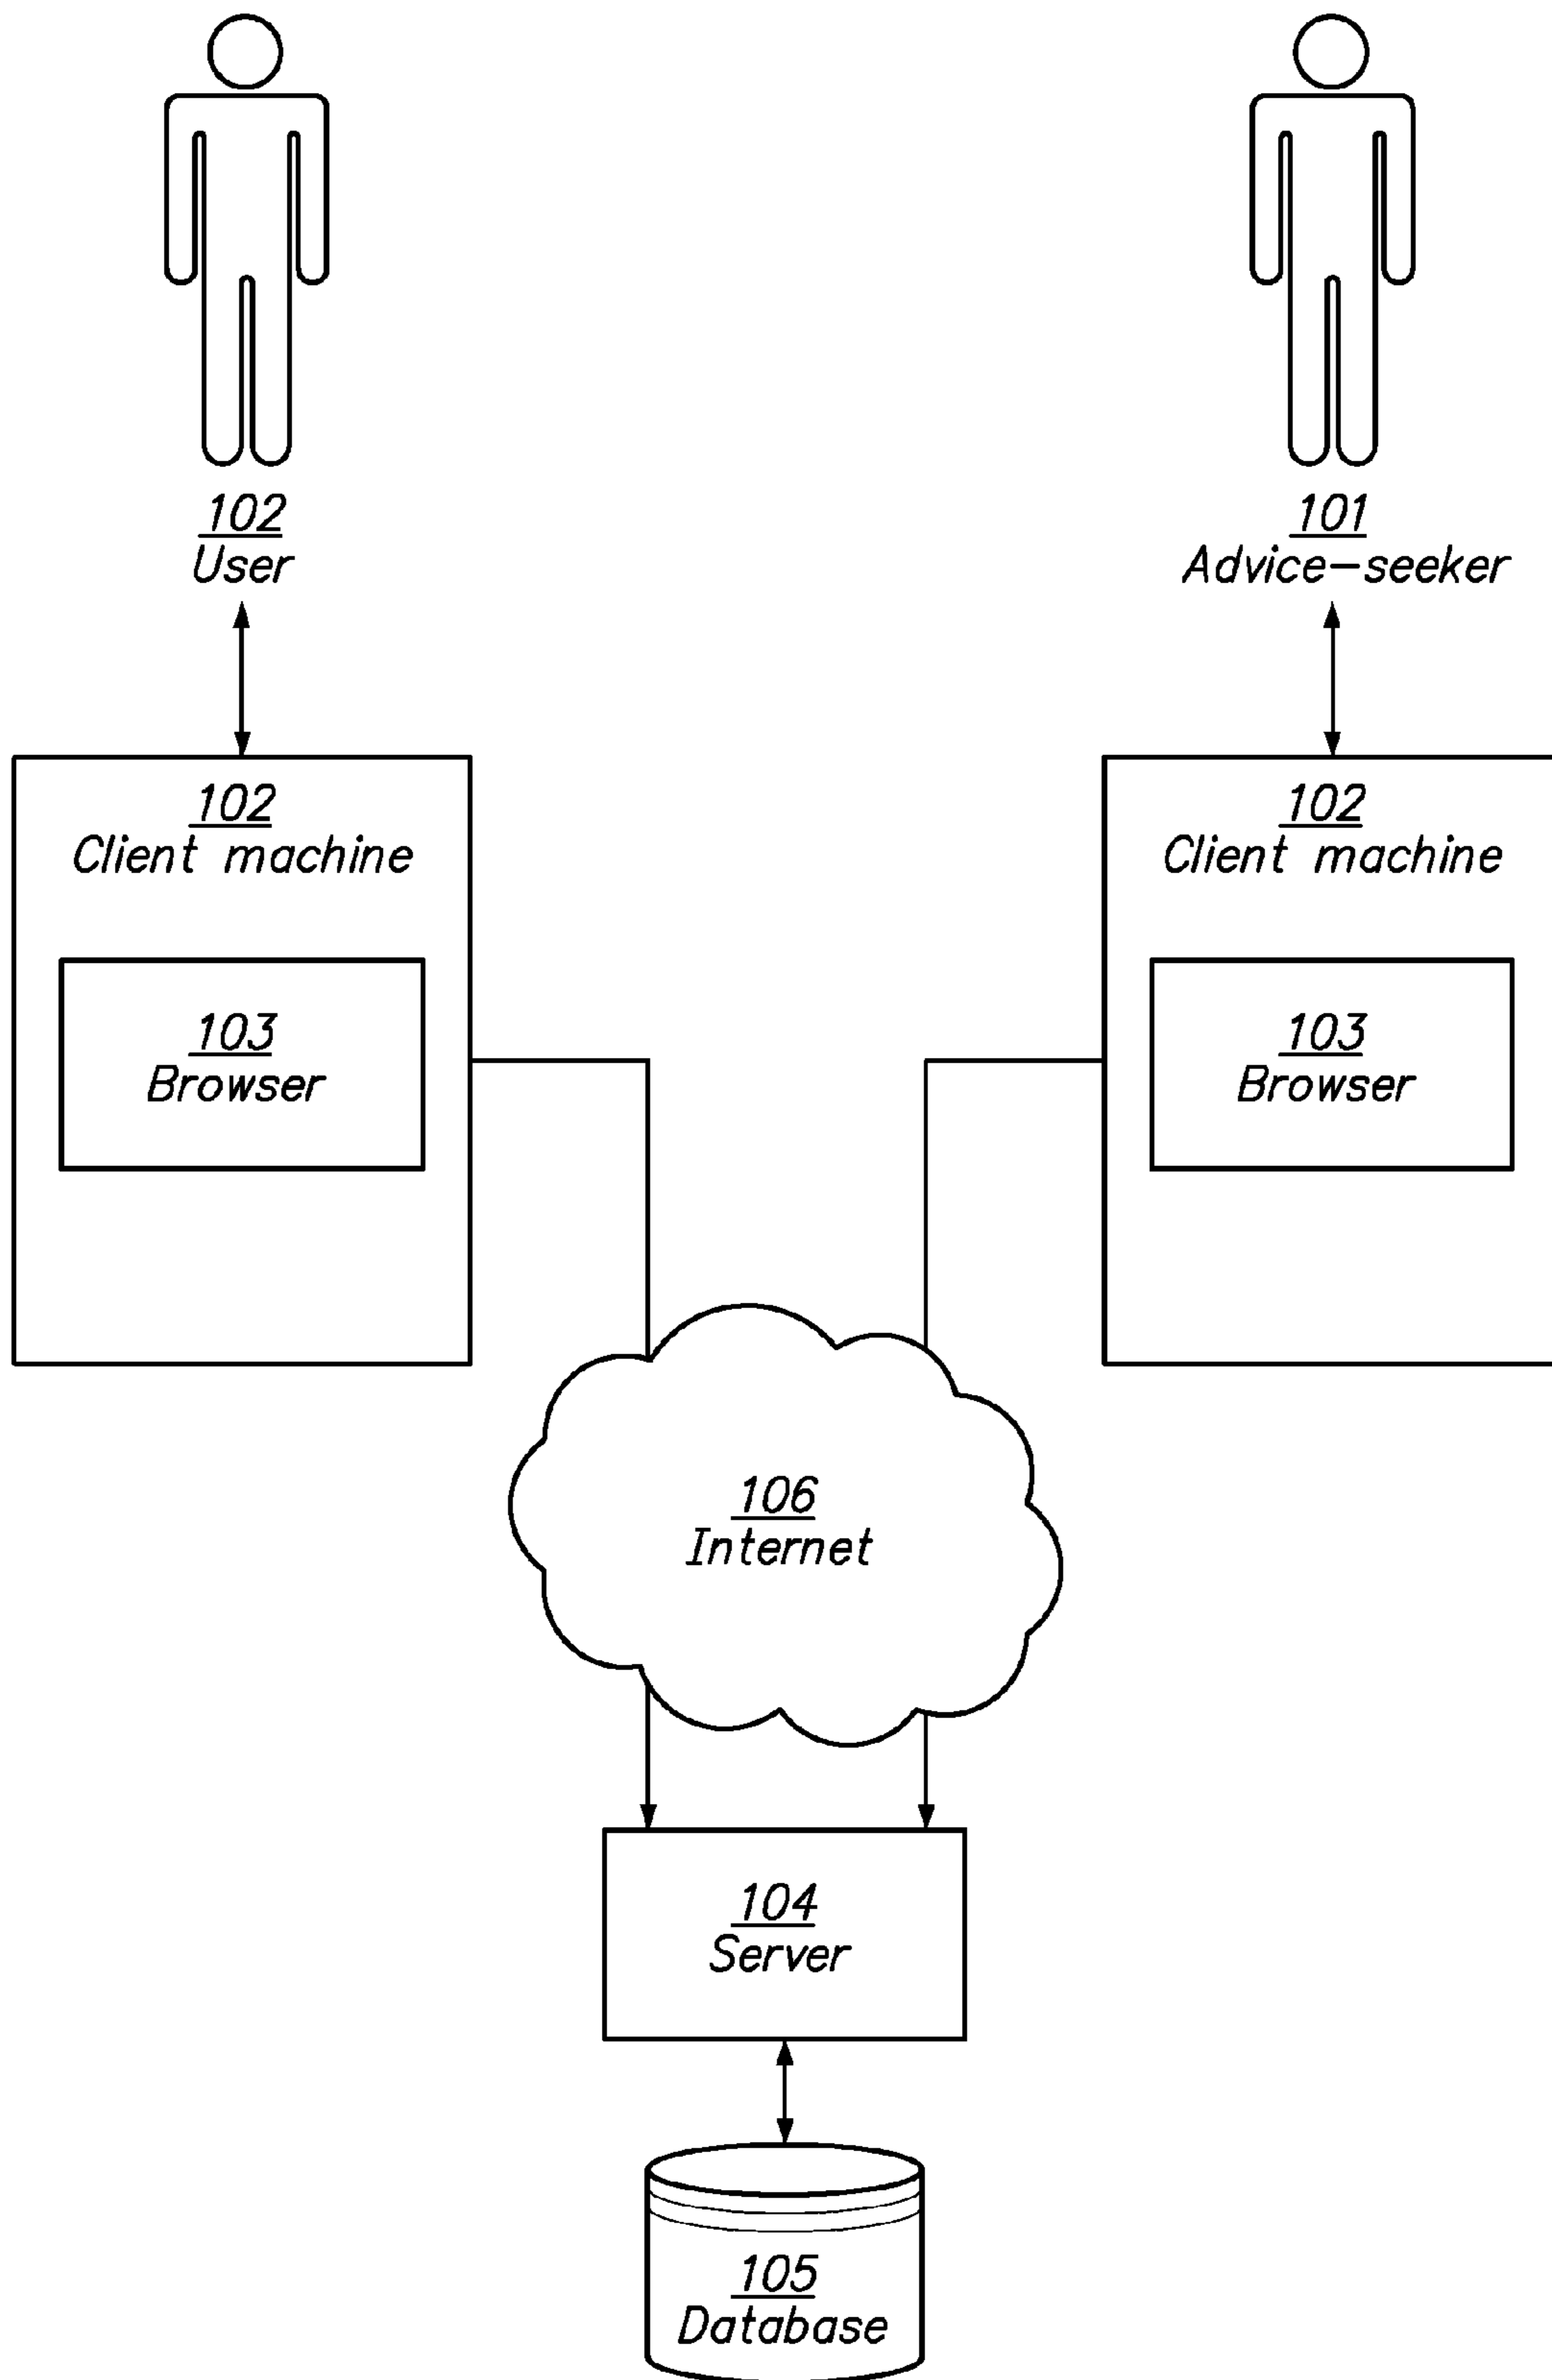 102
User
101
Advice-seeker
102
Client machine
102
Client machine
103
Browser
103
Browser
106
Internet
104
Server
105
Database